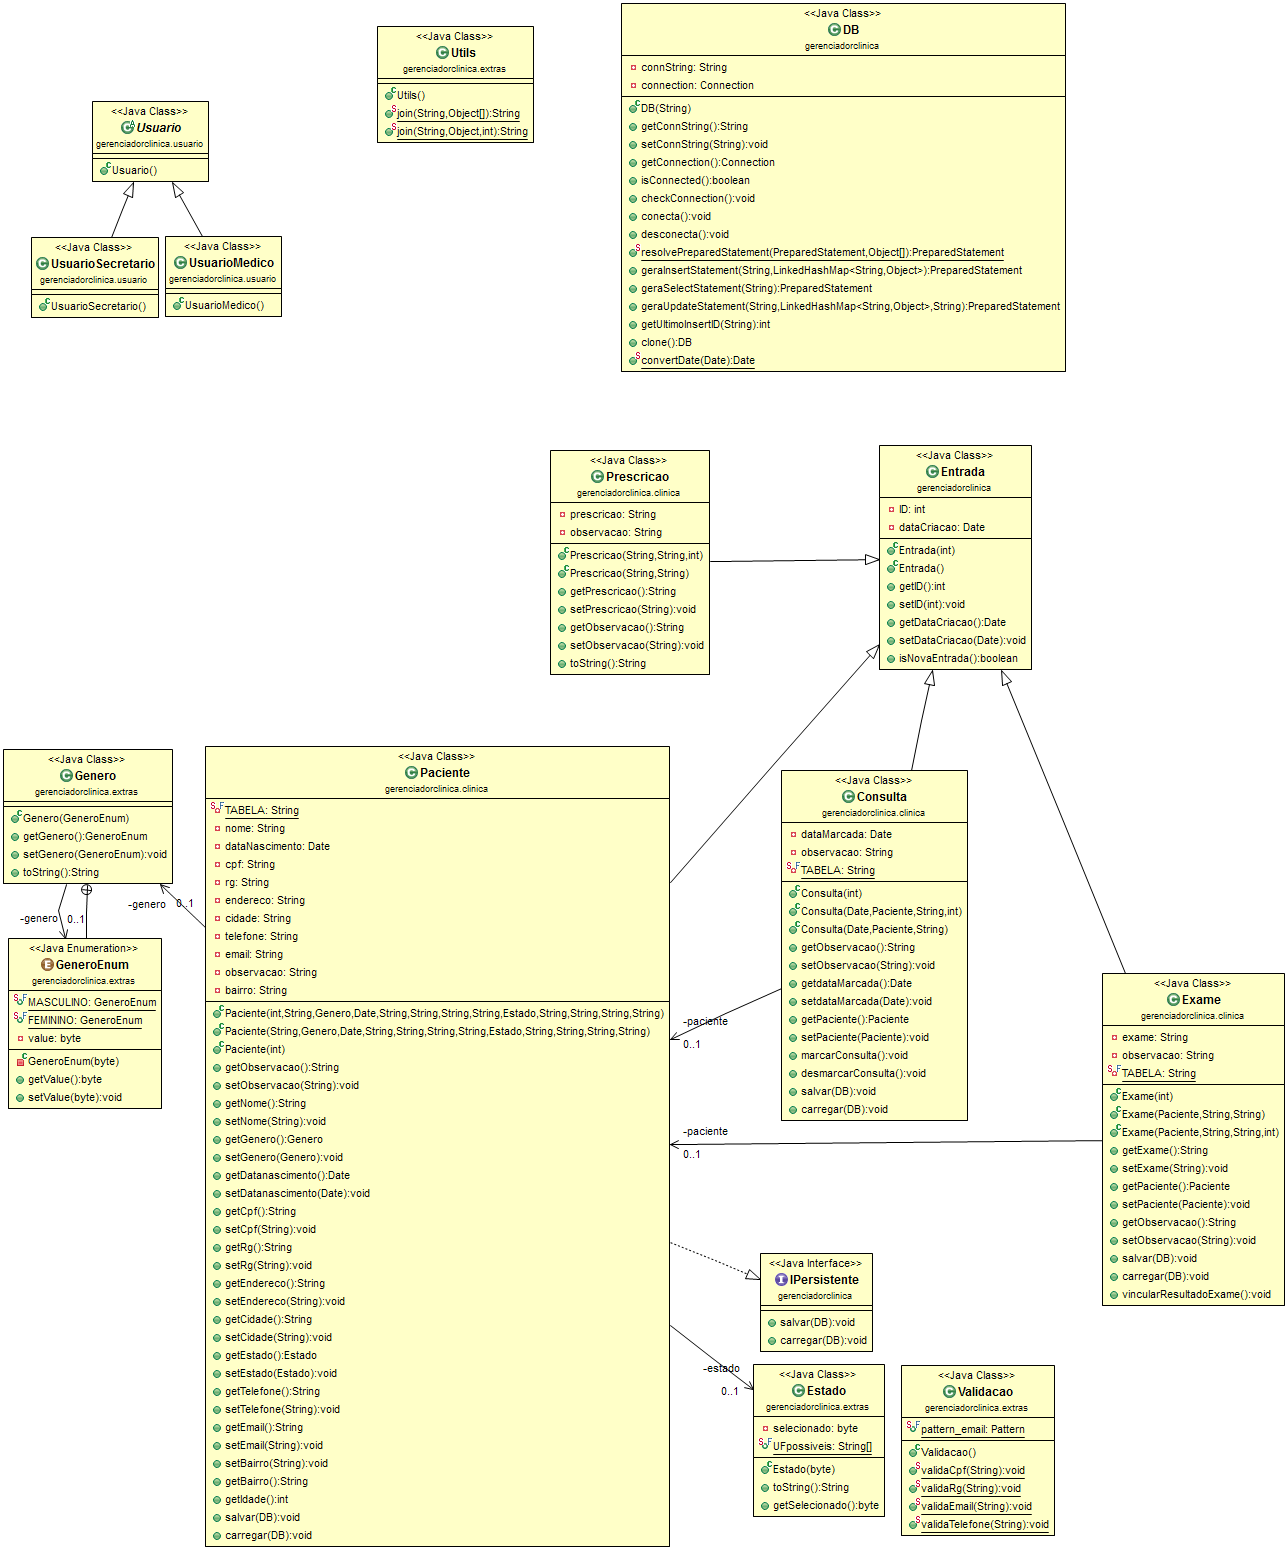 <<Java Class>>
Usuario
gerenciadorclinica.usuario
Usuario()
<<Java Class>>
UsuarioSecretario
gerenciadorclinica.usuario
UsuarioSecretario()
<<Java Class>>
UsuarioMedico
gerenciadorclinica.usuario
UsuarioMedico()
<<Java Class>>
Utils
gerenciadorclinica.extras
Utils()
join(String,Object[]):String
join(String,Object,int):String
<<Java Class>>
DB
gerenciadorclinica
connString: String
connection: Connection
DB(String)
getConnString():String
setConnString(String):void
getConnection():Connection
isConnected():boolean
checkConnection():void
conecta():void
desconecta():void
resolvePreparedStatement(PreparedStatement,Object[]):PreparedStatement
geraInsertStatement(String,LinkedHashMap<String,Object>):PreparedStatement
geraSelectStatement(String):PreparedStatement
geraUpdateStatement(String,LinkedHashMap<String,Object>,String):PreparedStatement
getUltimoInsertID(String):int
clone():DB
convertDate(Date):Date
<<Java Class>>
Prescricao
gerenciadorclinica.clinica
prescricao: String
observacao: String
Prescricao(String,String,int)
Prescricao(String,String)
getPrescricao():String
setPrescricao(String):void
getObservacao():String
setObservacao(String):void
toString():String
<<Java Class>>
Entrada
gerenciadorclinica
ID: int
dataCriacao: Date
Entrada(int)
Entrada()
getID():int
setID(int):void
getDataCriacao():Date
setDataCriacao(Date):void
isNovaEntrada():boolean
<<Java Class>>
Genero
gerenciadorclinica.extras
Genero(GeneroEnum)
getGenero():GeneroEnum
setGenero(GeneroEnum):void
toString():String
-genero
0..1
-genero
0..1
<<Java Enumeration>>
GeneroEnum
gerenciadorclinica.extras
MASCULINO: GeneroEnum
FEMININO: GeneroEnum
value: byte
GeneroEnum(byte)
getValue():byte
setValue(byte):void
<<Java Class>>
Paciente
gerenciadorclinica.clinica
TABELA: String
nome: String
dataNascimento: Date
cpf: String
rg: String
endereco: String
cidade: String
telefone: String
email: String
observacao: String
bairro: String
Paciente(int,String,Genero,Date,String,String,String,String,Estado,String,String,String,String)
Paciente(String,Genero,Date,String,String,String,String,Estado,String,String,String,String)
Paciente(int)
getObservacao():String
setObservacao(String):void
getNome():String
setNome(String):void
getGenero():Genero
setGenero(Genero):void
getDatanascimento():Date
setDatanascimento(Date):void
getCpf():String
setCpf(String):void
getRg():String
setRg(String):void
getEndereco():String
setEndereco(String):void
getCidade():String
setCidade(String):void
getEstado():Estado
setEstado(Estado):void
getTelefone():String
setTelefone(String):void
getEmail():String
setEmail(String):void
setBairro(String):void
getBairro():String
getIdade():int
salvar(DB):void
carregar(DB):void
<<Java Class>>
Consulta
gerenciadorclinica.clinica
dataMarcada: Date
observacao: String
TABELA: String
Consulta(int)
Consulta(Date,Paciente,String,int)
Consulta(Date,Paciente,String)
getObservacao():String
setObservacao(String):void
getdataMarcada():Date
setdataMarcada(Date):void
getPaciente():Paciente
setPaciente(Paciente):void
marcarConsulta():void
desmarcarConsulta():void
salvar(DB):void
carregar(DB):void
-paciente
0..1
-paciente
0..1
<<Java Class>>
Exame
gerenciadorclinica.clinica
exame: String
observacao: String
TABELA: String
Exame(int)
Exame(Paciente,String,String)
Exame(Paciente,String,String,int)
getExame():String
setExame(String):void
getPaciente():Paciente
setPaciente(Paciente):void
getObservacao():String
setObservacao(String):void
salvar(DB):void
carregar(DB):void
vincularResultadoExame():void
<<Java Interface>>
IPersistente
gerenciadorclinica
salvar(DB):void
carregar(DB):void
-estado
0..1
<<Java Class>>
Estado
gerenciadorclinica.extras
selecionado: byte
UFpossiveis: String[]
Estado(byte)
toString():String
getSelecionado():byte
<<Java Class>>
Validacao
gerenciadorclinica.extras
pattern_email: Pattern
Validacao()
validaCpf(String):void
validaRg(String):void
validaEmail(String):void
validaTelefone(String):void